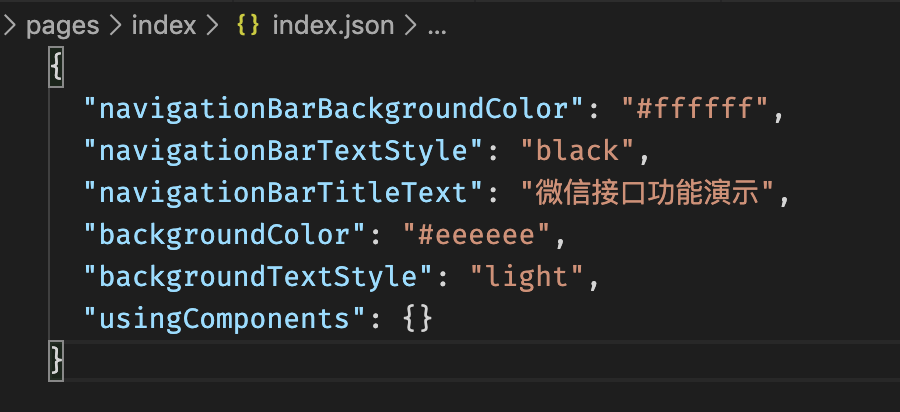 > pages > index > {} index.json > ...
{
"navigationBarBackgroundColor": "#ffffff",
"navigationBarTextStyle": "black",
"navigationBarTitleText": "微信接口功能演示",
"backgroundColor": "#eeeeee",
"backgroundTextStyle": "light",
"usingComponents": {}
}